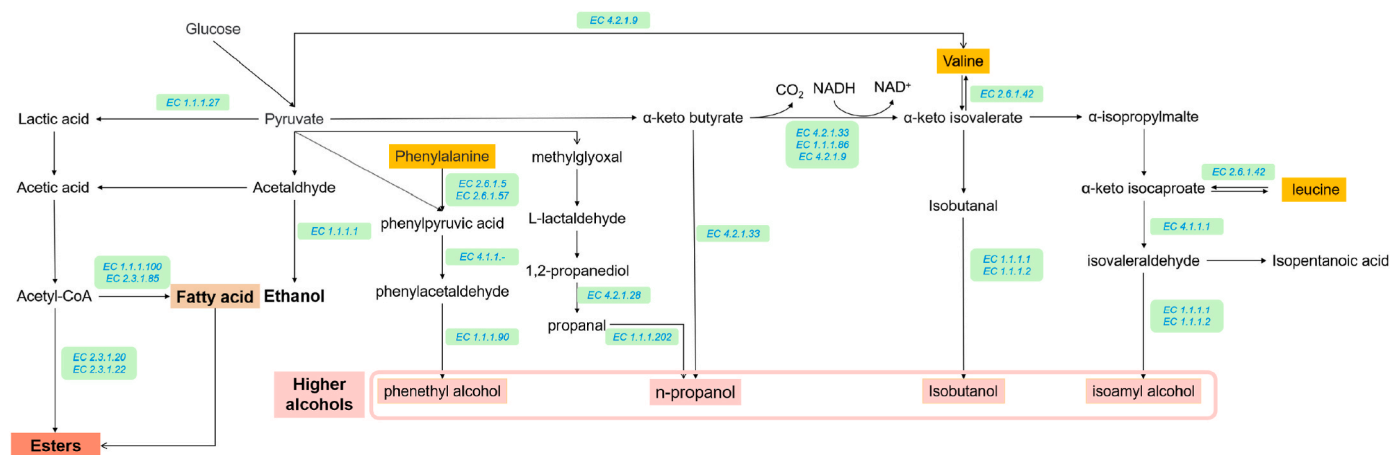 EC 4.2.1.9
Glucose
Valine
CO2 NADH NAD+
EC 2.6.1.42
EC 1.1.1.27
Lactic acid
Pyruvate
α-keto butyrate
α-keto isovalerate
α-isopropylmalte
EC 4.2.1.33
EC 1.1.1.86
EC 4.2.1.9
Phenylalanine
methylglyoxal
EC 2.6.1.42
Acetic acid
Acetaldhyde
EC 2.6.1.5
EC 2.6.1.57
α-keto isocaproate
leucine
Isobutanal
phenylpyruvic acid
L-lactaldehyde
EC 1.1.1.1
EC 4.2.1.33
EC 4.1.1.1
EC 4.1.1.-
isovaleraldehyde
Isopentanoic acid
EC 1.1.1.1
EC 1.1.1.2
EC 1.1.1.100
EC 2.3.1.85
1,2-propanediol
Acetyl-CoA
Fatty acid
Ethanol
phenylacetaldehyde
EC 4.2.1.28
EC 1.1.1.1
EC 1.1.1.2
propanal
EC 1.1.1.90
EC 1.1.1.202
EC 2.3.1.20
EC 2.3.1.22
Higher
alcohols
phenethyl alcohol
n-propanol
Isobutanol
isoamyl alcohol
Esters